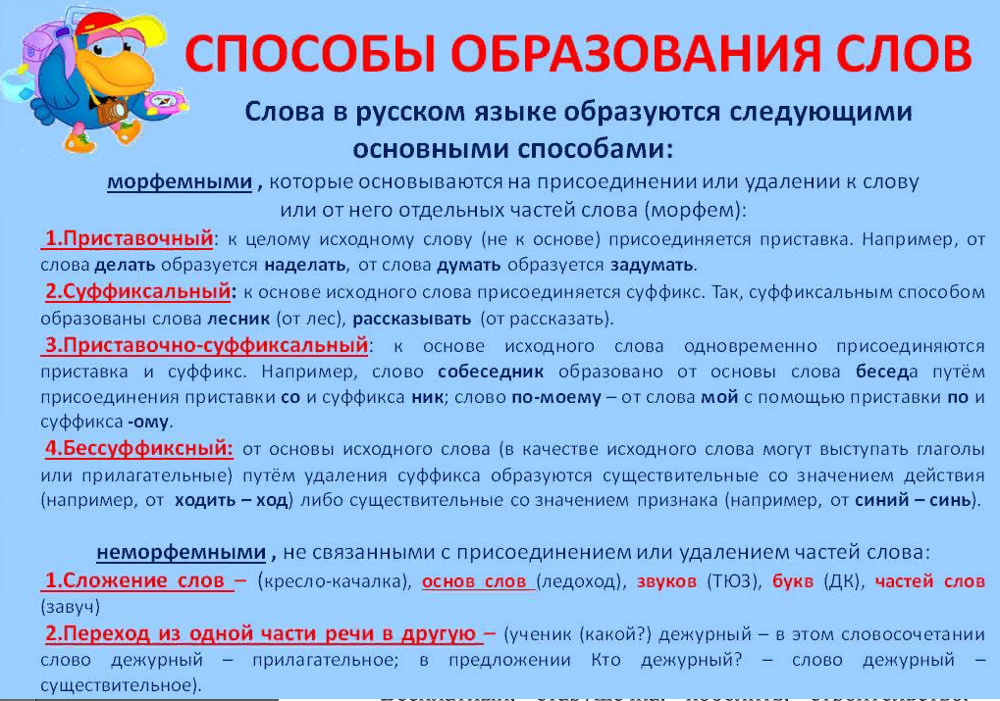 СПОСОБЫ ОБРАЗОВАНИЯ СЛОВ
Слова в русском языке образуются следующими
основными способами:
морфемными , которые основываются на присоединении или удалении к слову
или от него отдельных частей слова (морфем):
1.Приставочный: к целому исходному слову (не к основе) присоединяется приставка. Например, от
слова делать образуется наделать, от слова думать образуется задумать.
2.Суффиксальный: к основе исходного слова присоединяется суффикс. Так, суффиксальным способом
образованы слова лесник (от лес), рассказывать (от рассказать).
3.Приставочно-суффиксальный: к основе исходного слова одновременно присоединяются
приставка и суффикс. Например, слово собеседник образовано от основы слова беседа путём
присоединения приставки со и суффикса ник; слово по-моему – от слова мой с помощью приставки по и
суффикса -ому.
4.Бессуффиксный: от основы исходного слова (в качестве исходного слова могут выступать глаголы
или прилагательные) путём удаления суффикса образуются существительные со значением действия
(например, от ходить – ход) либо существительные со значением признака (например, от синий – синь).
неморфемными , не связанными с присоединением или удалением частей слова:
1.Сложение слов – (кресло-качалка), основ слов (ледоход), звуков (ТЮЗ), букв (ДК), частей слов
(завуч)
2.Переход из одной части речи в другую – (ученик (какой?) дежурный – в этом словосочетании
слово дежурный – прилагательное; в предложении Кто дежурный? – слово дежурный –
существительное).